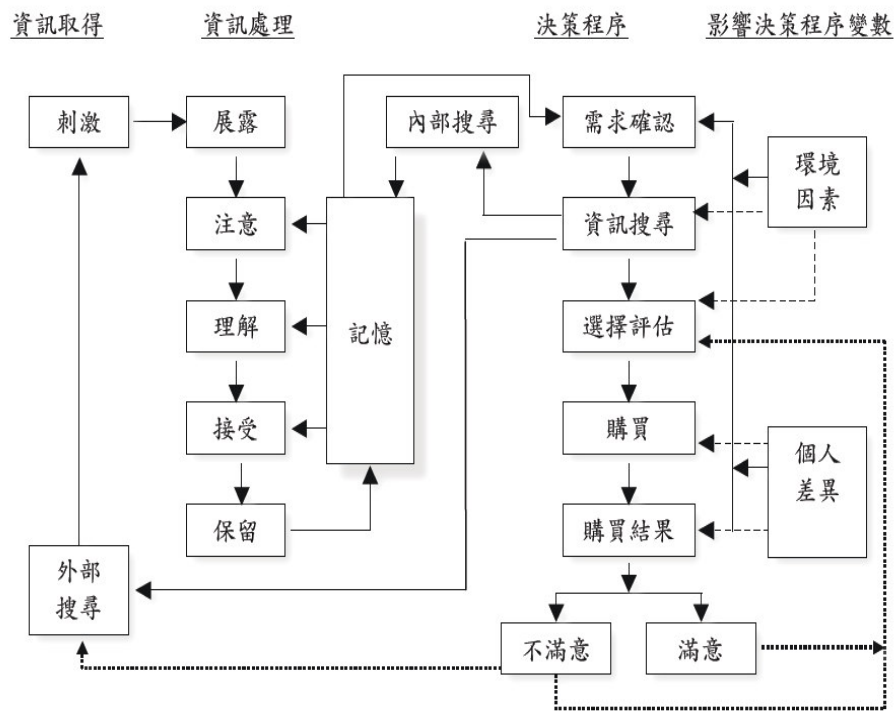 資訊取得
資訊處理
決策程序
影響決策程序變數
刺激
展露
內部搜尋
需求確認
環境
因素
注意
資訊搜尋
理解
記憶
選擇評估
接受
購買
個人
差異
保留
購買結果
外部
搜尋
不滿意
滿意